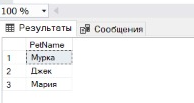 100 %
Результаты Сообщения
PetName
1 Мурка
2 Джек
3 Мария